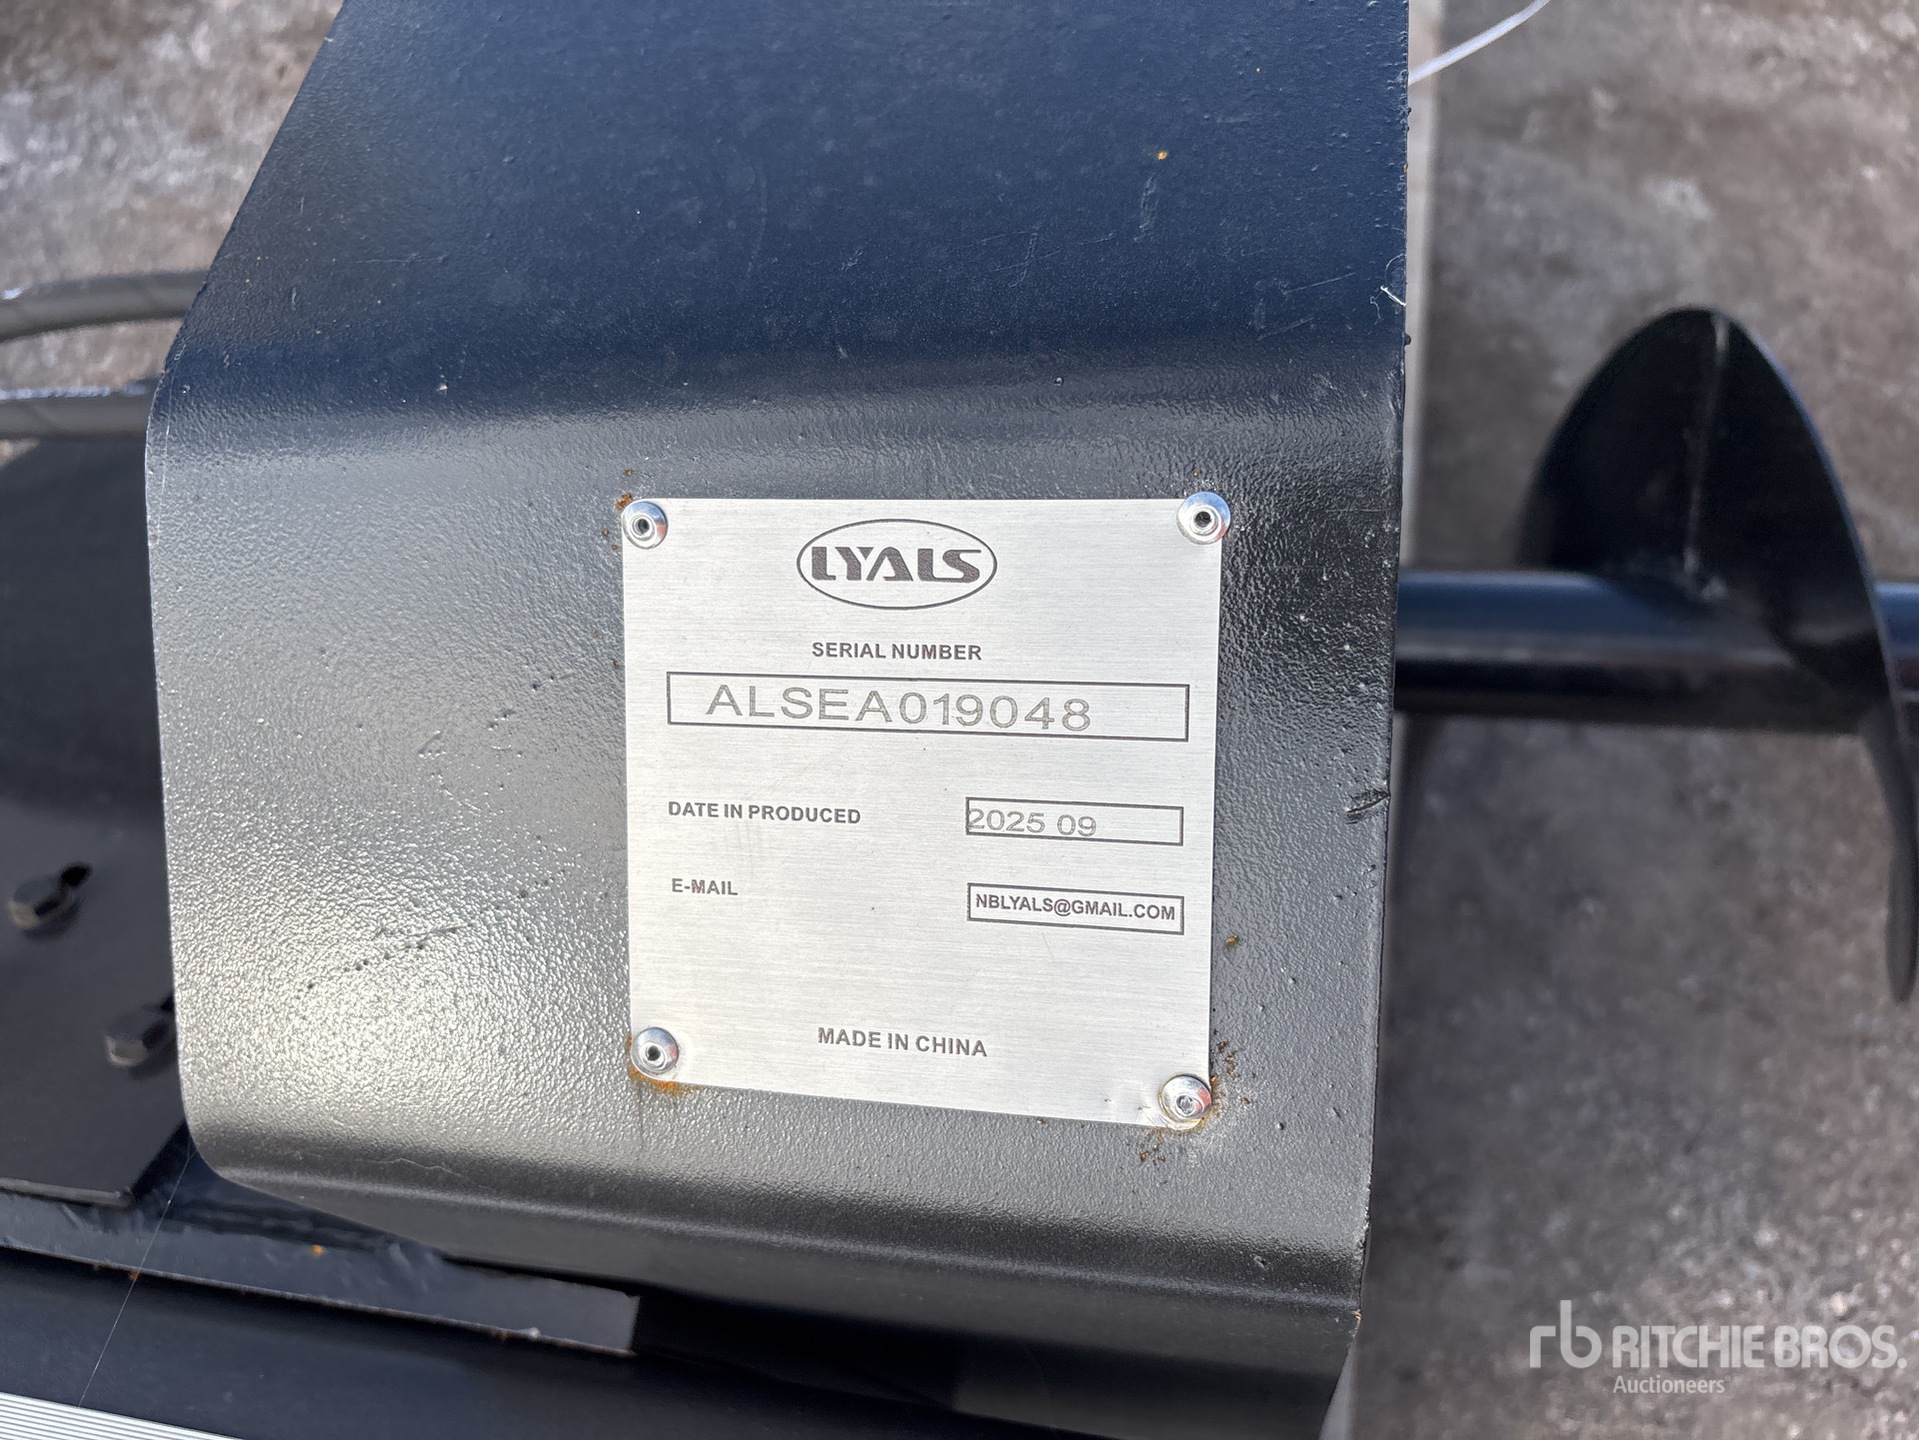 LYALS
SERIAL NUMBER
ALSEA019048
DATE IN PRODUCED
2025 09
E-MAIL
NBLYALS@GMAIL.COM
MADE IN CHINA
rb RITCHIE BROS.
Auctioneers